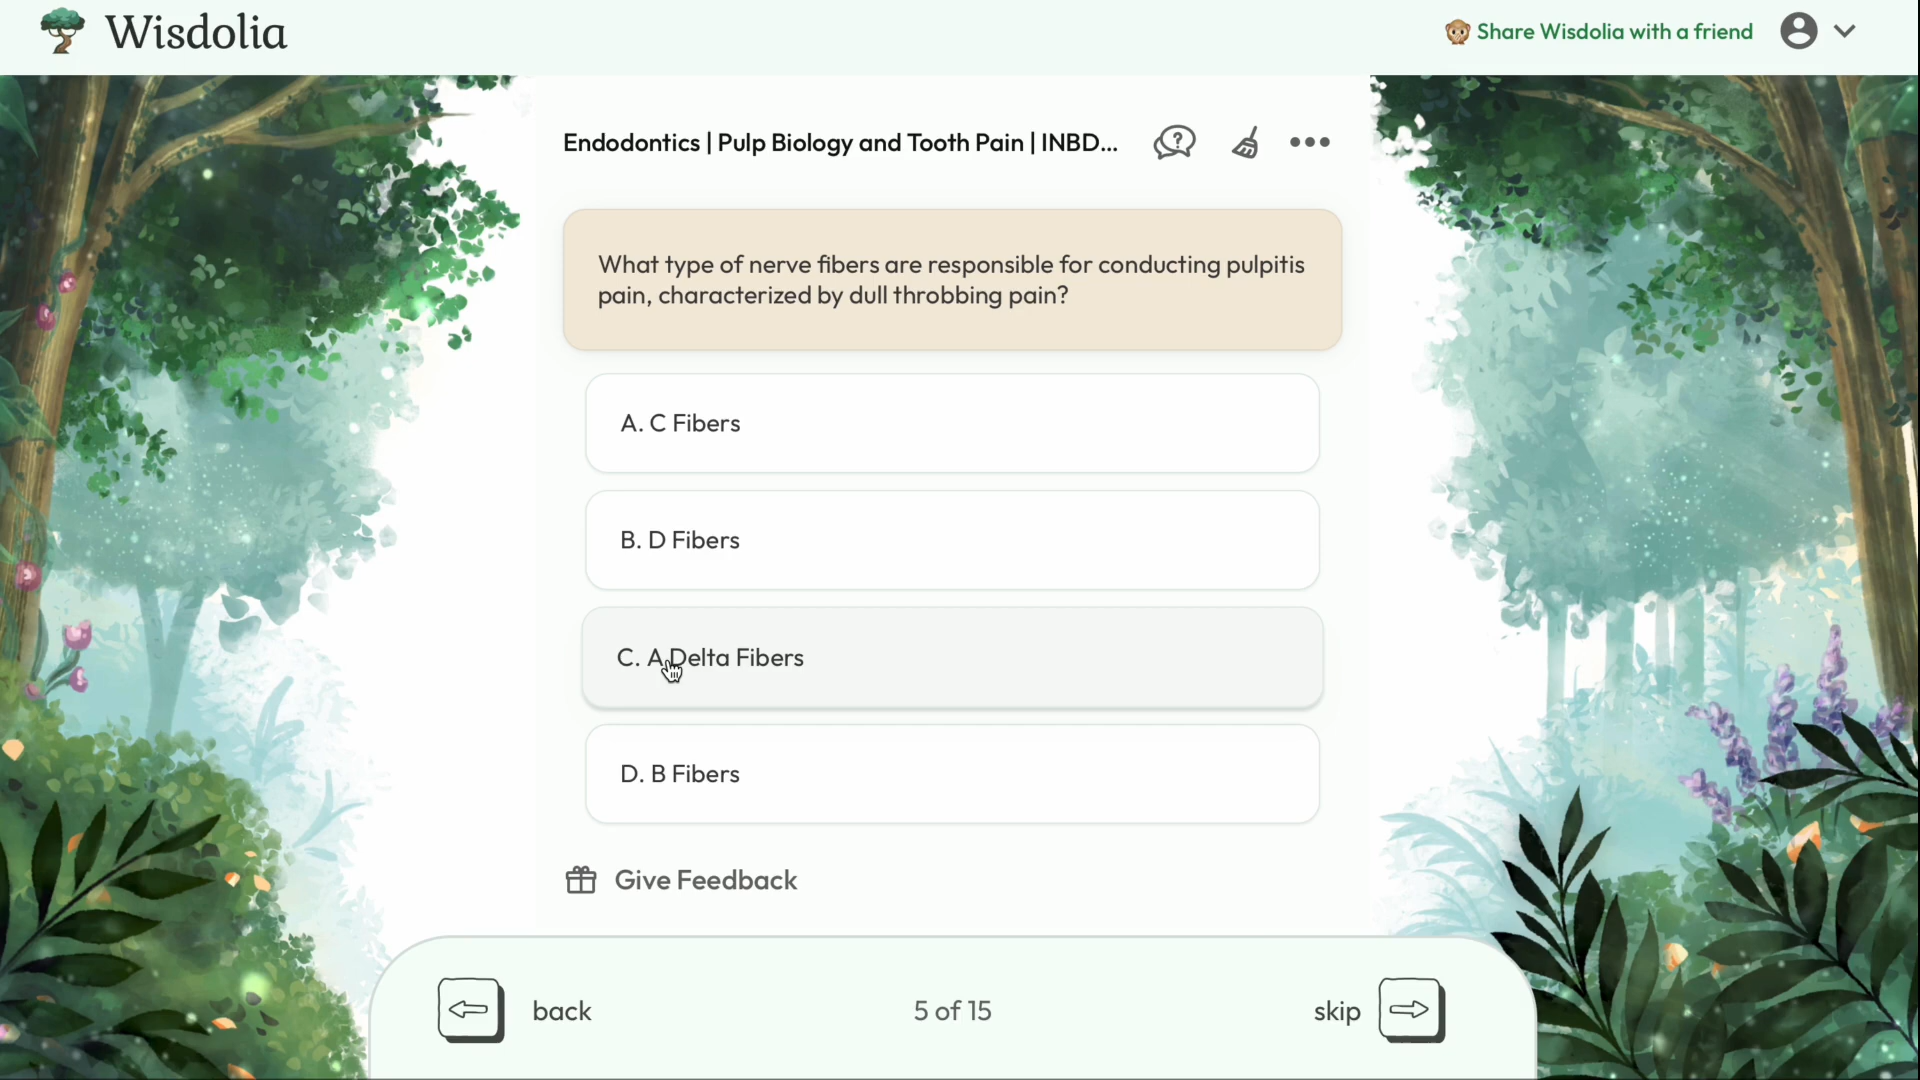 Wisdolia
Share Wisdolia with a friend
Endodontics | Pulp Biology and Tooth Pain | INBD...
What type of nerve fibers are responsible for conducting pulpitis
pain, characterized by dull throbbing pain?
A. C Fibers
B. D Fibers
C. A Delta Fibers
D. B Fibers
Give Feedback
back
5 of 15
skip